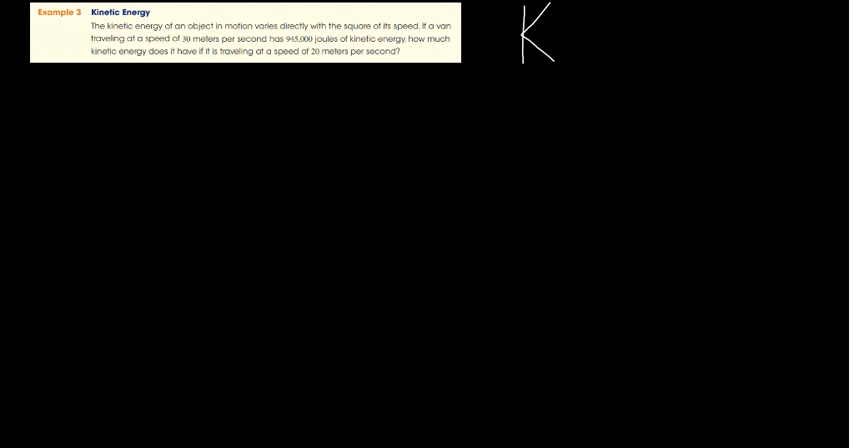 Example 3 Kinetic Energy
The kinetic energy of an object in motion varies directly with the square of its speed. If a van
traveling at a speed of 30 meters per second has 945,000 joules of kinetic energy, how much
kinetic energy does it have if it is traveling at a speed of 20 meters per second?
K